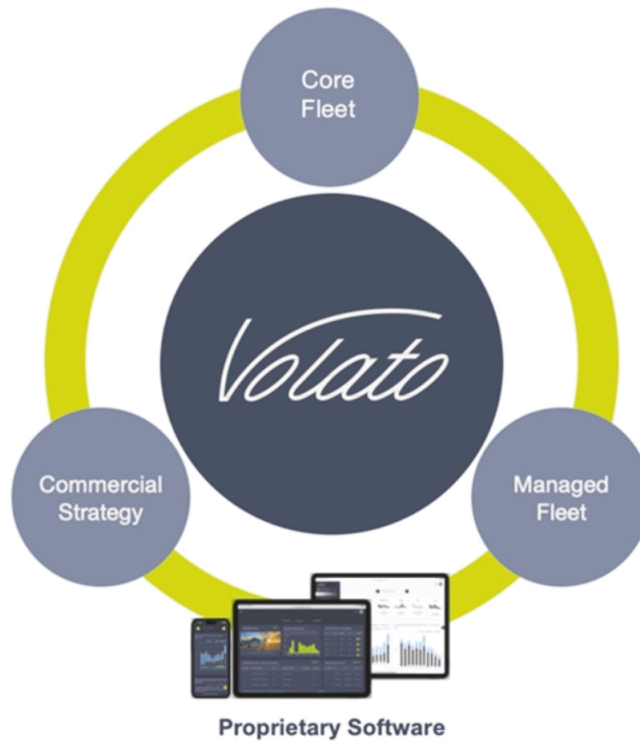 Core
Fleet
Volato
Commercial
Strategy
Managed
Fleet
Proprietary Software